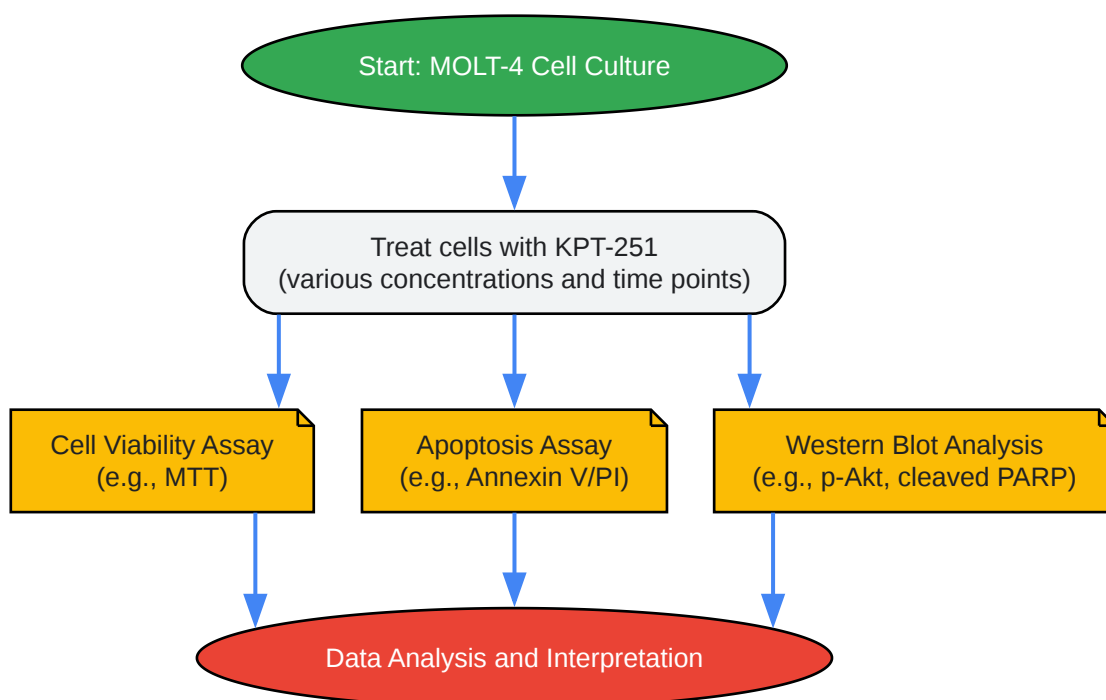 Start: MOLT-4 Cell Culture
Treat cells with KPT-251
(various concentrations and time points)
Cell Viability Assay
(e.g., MTT)
Apoptosis Assay
(e.g., Annexin V/PI)
Western Blot Analysis
(e.g., p-Akt, cleaved PARP)
Data Analysis and Interpretation